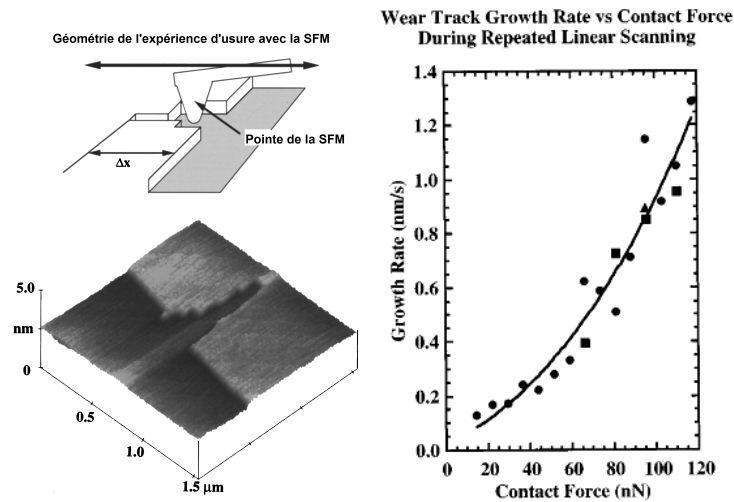 Géométrie de l'expérience d'usure avec la SFM
Pointe de la SFM
Δx
5.0
nm
0
0.5
1.0
1.5 μm
Wear Track Growth Rate vs Contact Force
During Repeated Linear Scanning
Growth Rate (nm/s)
1.4
1.2
1.0
0.8
0.6
0.4
0.2
0.0
0 20 40 60 80 100 120
Contact Force (nN)